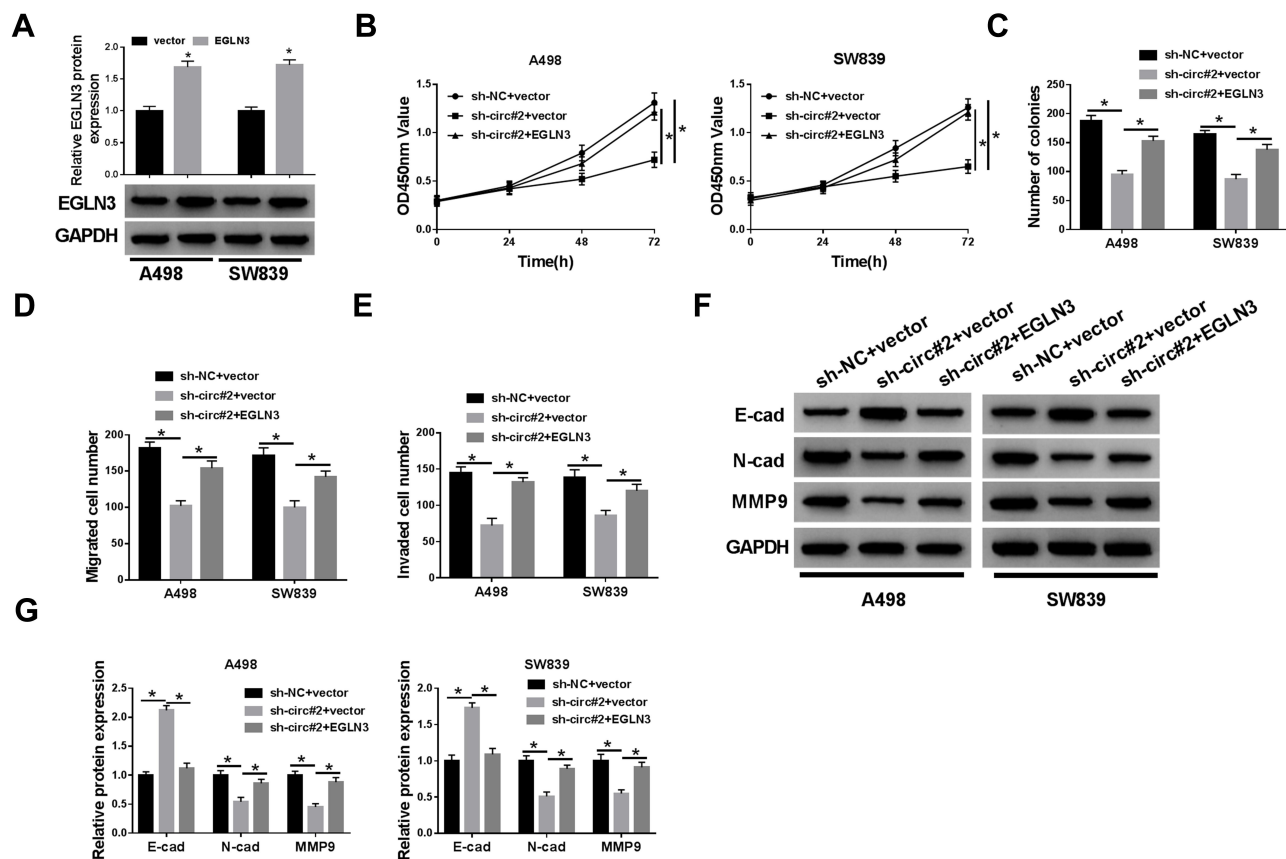 A
vector EGLN3
Relative EGLN3 protein
expression
2.0
1.5
1.0
0.5
0.0
* *
EGLN3
GAPDH
A498 SW839
B
A498
OD450nm Value
1.5
1.0
0.5
0.0
sh-NC+vector
sh-circ#2+vector
sh-circ#2+EGLN3
* *
0 24 48 72
Time(h)
SW839
OD450nm Value
1.5
1.0
0.5
0.0
sh-NC+vector
sh-circ#2+vector
sh-circ#2+EGLN3
* *
0 24 48 72
Time(h)
C
sh-NC+vector
sh-circ#2+vector
sh-circ#2+EGLN3
Number of colonies
250
200
150
100
50
0
* * * *
A498 SW839
D
sh-NC+vector
sh-circ#2+vector
sh-circ#2+EGLN3
Migrated cell number
200
150
100
50
0
* * * *
A498 SW839
E
sh-NC+vector
sh-circ#2+vector
sh-circ#2+EGLN3
Invaded cell number
200
150
100
50
0
* * * *
A498 SW839
F
sh-NC+vector sh-circ#2+vector sh-circ#2+EGLN3 sh-NC+vector sh-circ#2+vector sh-circ#2+EGLN3
E-cad
N-cad
MMP9
GAPDH
A498 SW839
G
A498
Relative protein expression
2.5
2.0
1.5
1.0
0.5
0.0
sh-NC+vector
sh-circ#2+vector
sh-circ#2+EGLN3
* * * * * *
E-cad N-cad MMP9
SW839
Relative protein expression
2.0
1.5
1.0
0.5
0.0
sh-NC+vector
sh-circ#2+vector
sh-circ#2+EGLN3
* * * * * *
E-cad N-cad MMP9